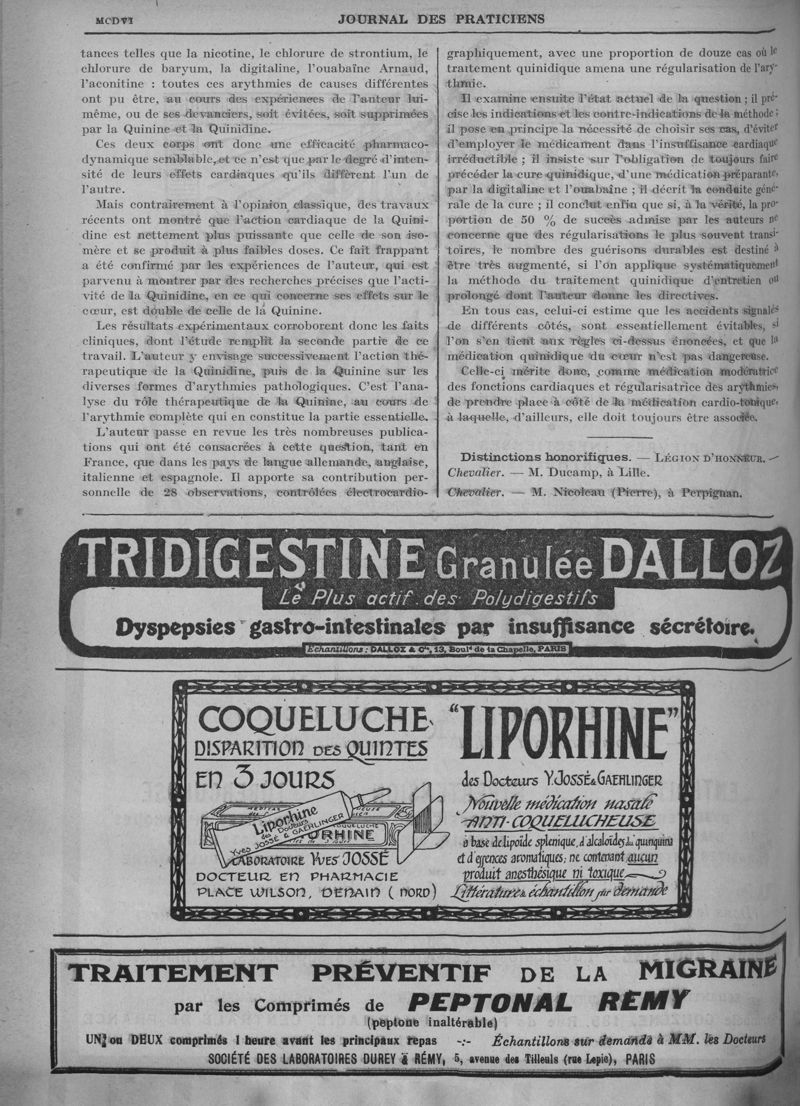 MCDVI
JOURNAL DES PRATICIENS
tances telles que la nicotine, le chlorure de strontium, le
chlorure de baryum, la digitaline, l'ouabaïne Arnaud,
l'aconitine : toutes ces arythmies de causes différentes
ont pu être, au cours des expériences de l'auteur lui-
même, ou de ses devanciers, soit évitées, soit supprimées
par la Quinine et la Quinidine.
Ces deux corps ont donc une efficacité pharmaco-
dynamique semblable, et ce n'est que par le degré d'inten-
sité de leurs effets cardiaques qu'ils diffèrent l'un de
l'autre.
Mais contrairement à l'opinion classique, des travaux
récents ont montré que l'action cardiaque de la Quini-
dine est nettement plus puissante que celle de son iso-
mère et se produit à plus faibles doses. Ce fait frappant
a été confirmé par les expériences de l'auteur, qui est
parvenu à montrer par des recherches précises que l'acti-
vité de la Quinidine, en ce qui concerne ses effets sur le
cœur, est double de celle de la Quinine.
Les résultats expérimentaux corroborent donc les faits
cliniques, dont l'étude remplit la seconde partie de ce
travail. L'auteur y envisage successivement l'action thé-
rapeutique de la Quinidine, puis de la Quinine sur les
diverses formes d'arythmies pathologiques. C'est l'ana-
lyse du rôle thérapeutique de la Quinine, au cours de
l'arythmie complète qui en constitue la partie essentielle.
L'auteur passe en revue les très nombreuses publica-
tions qui ont été consacrées à cette question, tant en
France, que dans les pays de langue allemande, anglaise,
italienne et espagnole. Il apporte sa contribution per-
sonnelle de 28 observations, contrôlées électrocardio-
graphiquement, avec une proportion de douze cas où le
traitement quinidique amena une régularisation de l'ary-
thmie.
Il examine ensuite l'état actuel de la question ; il pré-
cise les indications et les contre-indications de la méthode ;
il pose en principe la nécessité de choisir ses cas, d'éviter
d'employer le médicament dans l'insuffisance cardiaque
irréductible ; il insiste sur l'obligation de toujours faire
précéder la cure quinidique, d'une médication préparante,
par la digitaline et l'ouabaïne ; il décrit la conduite géné-
rale de la cure ; il conclut enfin que si, à la vérité, la pro-
portion de 50 % de succès admise par les auteurs ne
concerne que des régularisations le plus souvent transi-
toires, le nombre des guérisons durables est destiné à
être très augmenté, si l'on applique systématiquement
la méthode du traitement quinidique d'entretien ou
prolongé dont l'auteur donne les directives.
En tous cas, celui-ci estime que les accidents signalés
de différents côtés, sont essentiellement évitables, si
l'on s'en tient aux règles ci-dessus énoncées, et que la
médication quinidique du cœur n'est pas dangereuse.
Celle-ci mérite donc, comme médication modératrice
des fonctions cardiaques et régularisatrice des arythmies,
de prendre place à côté de la médication cardio-tonique,
à laquelle, d'ailleurs, elle doit toujours être associée.
Distinctions honorifiques. — LÉGION D'HONNEUR. —
Chevalier. — M. Ducamp, à Lille.
Chevalier. — M. Nicoleau (Pierre), à Perpignan.
TRIDIGESTINE Granulée DALLOZ
Le Plus actif des Polydigestifs
Dyspepsies gastro-intestinales par insuffisance sécrétoire.
Echantillons : DALLOZ & Cie, 13, Bould de la Chapelle, PARIS
COQUELUCHE
DISPARITION DES QUINTES
EN 3 JOURS
Liporhine
des Docteurs
YVES JOSSÉ & GAEHLINGER
COQUELUCHE
ORHINE
LABORATOIRE YVES JOSSÉ
DOCTEUR EN PHARMACIE
PLACE WILSON, DENAIN (NORD)
"LIPORHINE"
des Docteurs Y. JOSSÉ & GAEHLINGER
Nouvelle médication nasale
ANTI-COQUELUCHEUSE
à base de lipoïde splénique, d'alcaloïdes du quinquina
et d'essences aromatiques; ne contenant aucun
produit anesthésique ni toxique
Littérature & échantillon sur demande
TRAITEMENT PRÉVENTIF DE LA MIGRAINE
par les Comprimés de PEPTONAL RÉMY
(peptone inaltérable)
UN ou DEUX comprimés 1 heure avant les principaux repas -:- Échantillons sur demande à MM. les Docteurs
SOCIÉTÉ DES LABORATOIRES DUREY & RÉMY, 5, avenue des Tilleuls (rue Lepic), PARIS